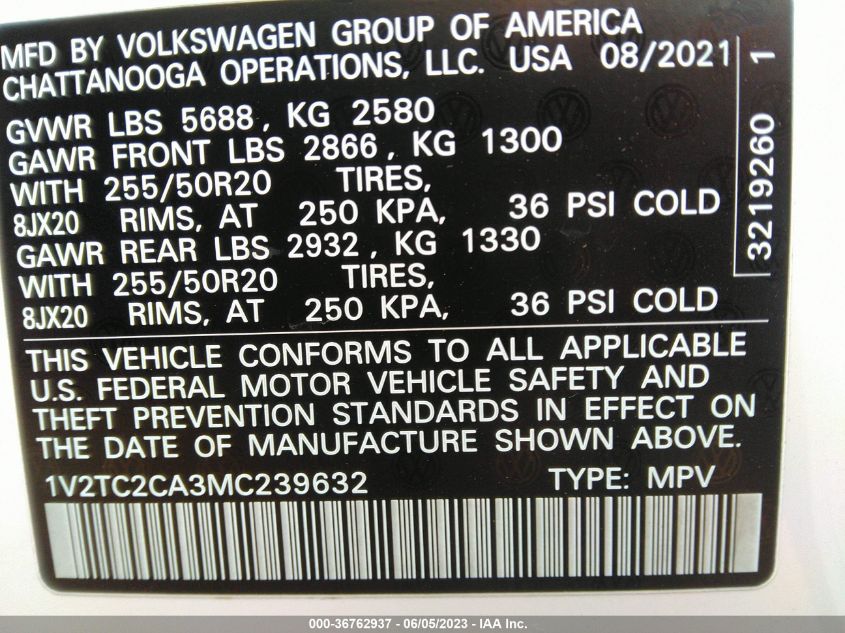 MFD BY VOLKSWAGEN GROUP OF AMERICA
CHATTANOOGA OPERATIONS, LLC. USA 08/2021
GVWR LBS 5688, KG 2580
GAWR FRONT LBS 2866, KG 1300
WITH 255/50R20 TIRES,
8JX20 RIMS, AT 250 KPA, 36 PSI COLD
GAWR REAR LBS 2932, KG 1330
WITH 255/50R20 TIRES,
8JX20 RIMS, AT 250 KPA, 36 PSI COLD
3219260 1
THIS VEHICLE CONFORMS TO ALL APPLICABLE
U.S. FEDERAL MOTOR VEHICLE SAFETY AND
THEFT PREVENTION STANDARDS IN EFFECT ON
THE DATE OF MANUFACTURE SHOWN ABOVE.
1V2TC2CA3MC239632 TYPE: MPV
000-36762937 - 06/05/2023 - IAA Inc.